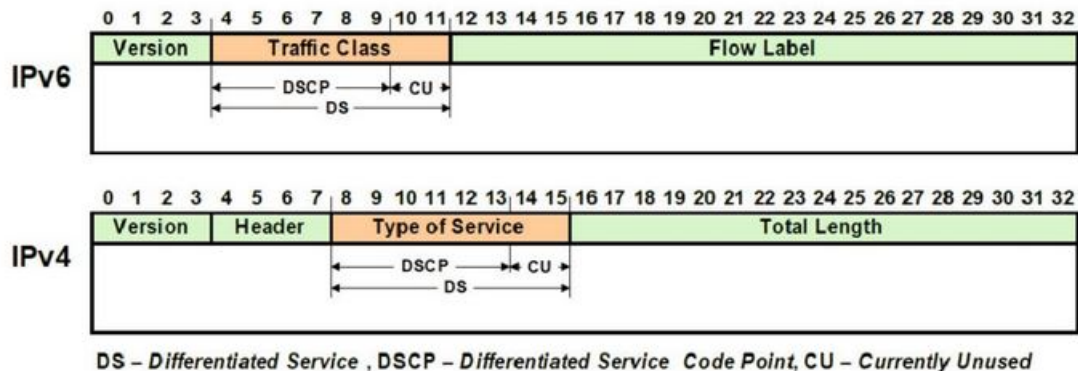 0 1 2 3 4 5 6 7 8 9 10 11 12 13 14 15 16 17 18 19 20 21 22 23 24 25 26 27 28 29 30 31 32
IPv6
Version Traffic Class Flow Label
DSCP CU
DS
0 1 2 3 4 5 6 7 8 9 10 11 12 13 14 15 16 17 18 19 20 21 22 23 24 25 26 27 28 29 30 31 32
IPv4
Version Header Type of Service Total Length
DSCP CU
DS
DS – Differentiated Service , DSCP – Differentiated Service Code Point, CU – Currently Unused